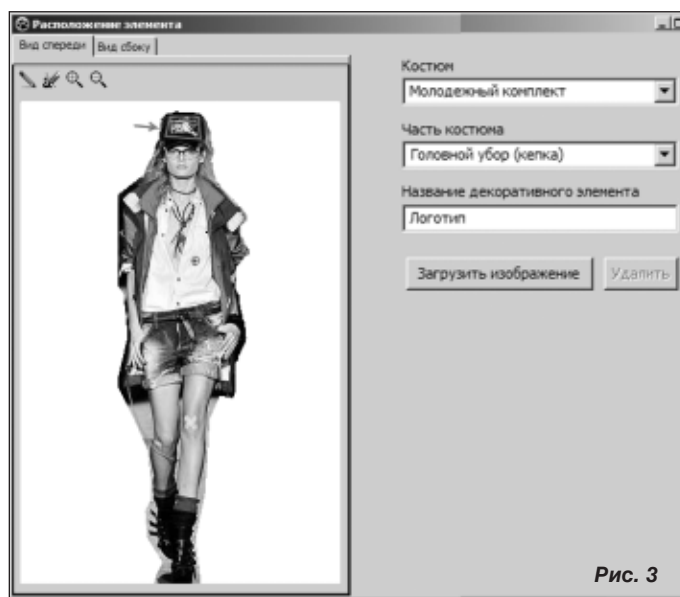 Расположение элемента
Вид спереди
Вид сбоку
Костюм
Молодежный комплект
Часть костюма
Головной убор (кепка)
Название декоративного элемента
Логотип
Загрузить изображение
Удалить
Рис. 3